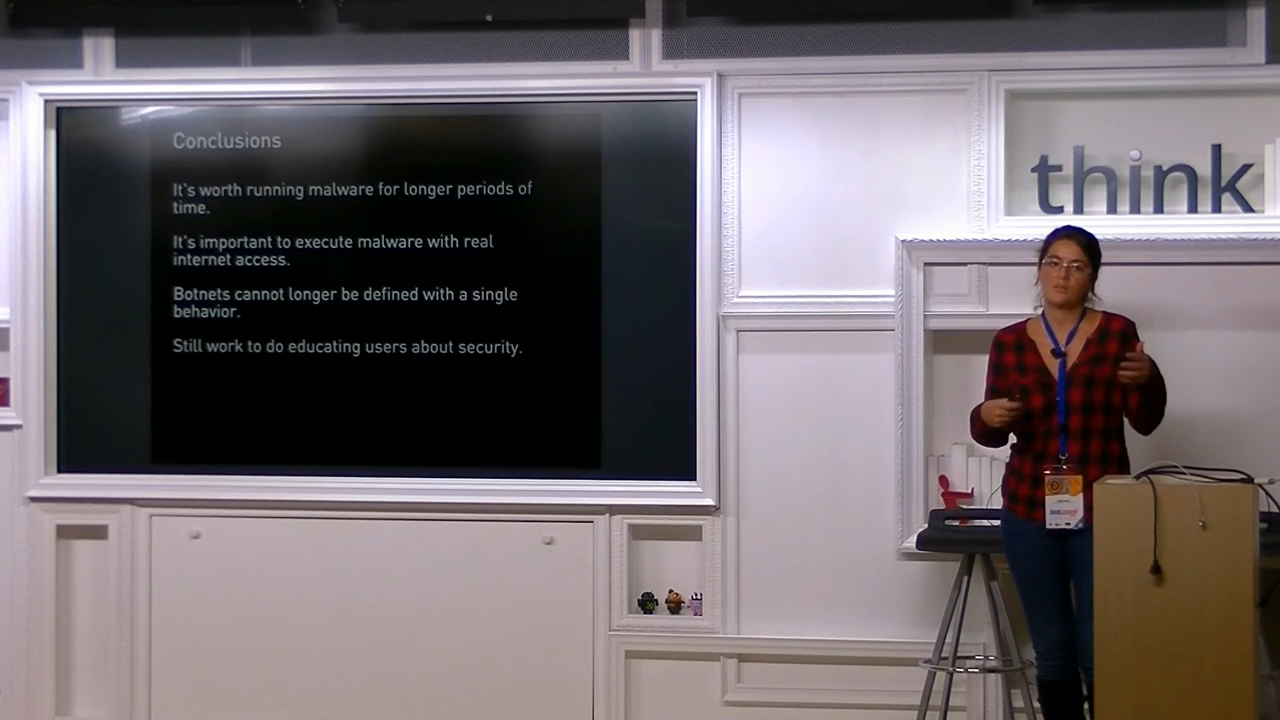 Conclusions
It's worth running malware for longer periods of
time.
It's important to execute malware with real
internet access.
Botnets cannot longer be defined with a single
behavior.
Still work to do educating users about security.
think